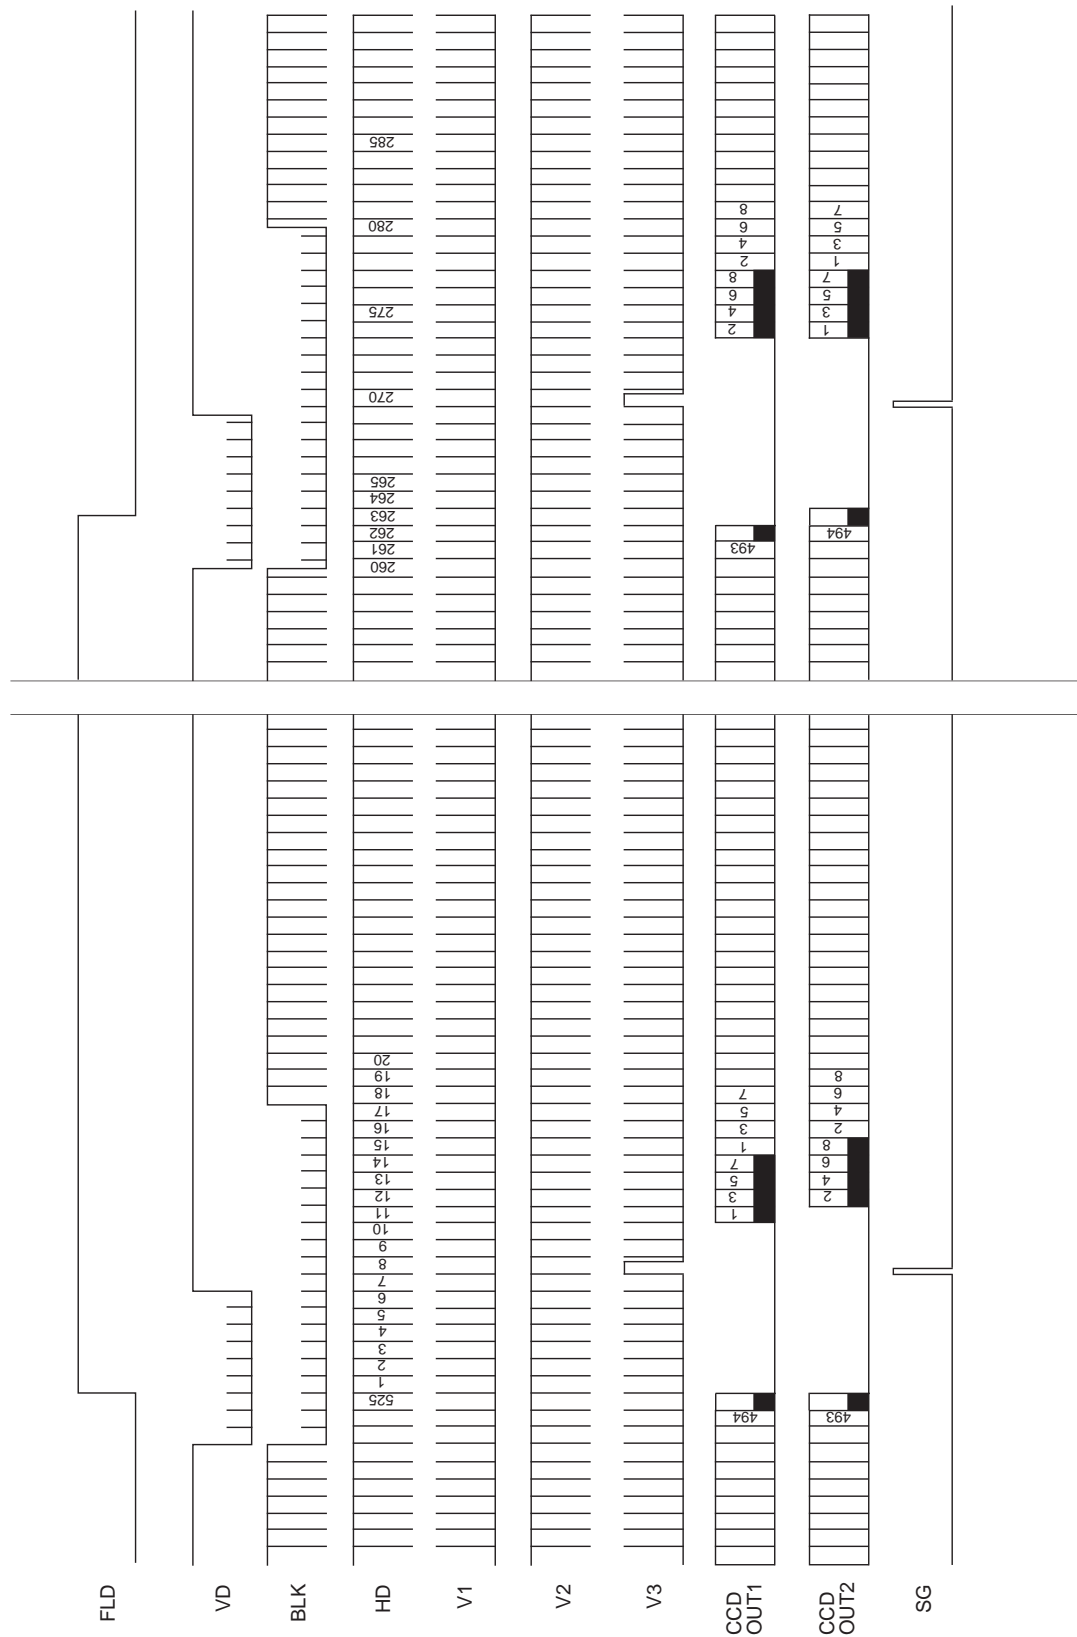 FLD
VD
BLK
HD
525 1 2 3 4 5 6 7 8 9 10 11 12 13 14 15 16 17 18 19 20
260 261 262 263 264 265 270 275 280 285
V1
V2
V3
CCD
OUT1
494 1 3 5 7 1 3 5 7
493 2 4 6 8 2 4 6 8
CCD
OUT2
493 2 4 6 8 2 4 6 8
494 1 3 5 7 1 3 5 7
SG